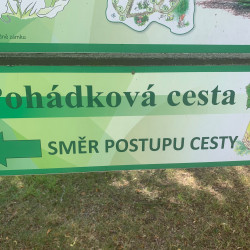 Pohádková cesta
SMĚR POSTUPU CESTY